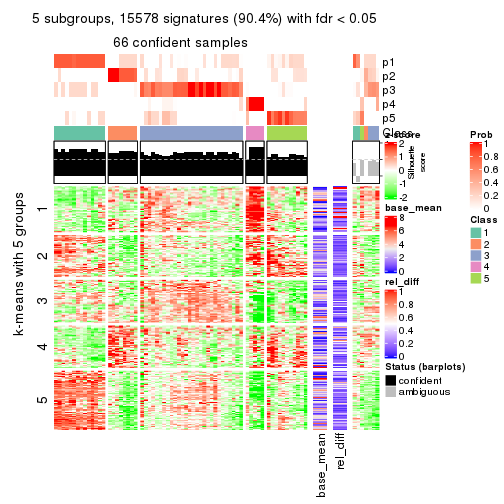 5 subgroups, 15578 signatures (90.4%) with fdr < 0.05
66 confident samples
p1
p2
p3
p4
p5
Class
Silhouette
score
k-means with 5 groups
1
2
3
4
5
base_mean
rel_diff
z-score
2
1
0
-1
-2
base_mean
8
6
4
2
0
rel_diff
1
0.8
0.6
0.4
0.2
0
Status (barplots)
confident
ambiguous
Prob
1
0.8
0.6
0.4
0.2
0
Class
1
2
3
4
5